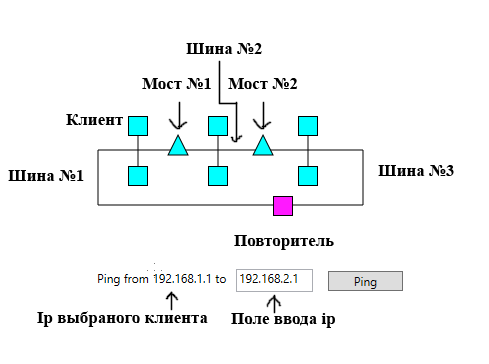 Шина №2
Мост №1 Мост №2
Клиент
Шина №1
Шина №3
Повторитель
Ping from 192.168.1.1 to 192.168.2.1 Ping
Ip выбраного клиента
Поле ввода ip